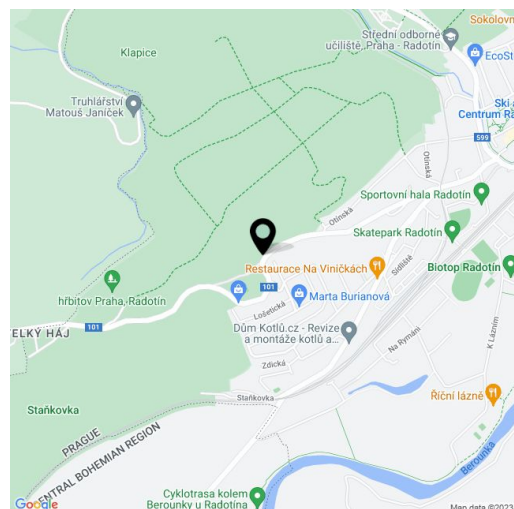 Sokolovn
Střední odborné
učiliště, Praha - Radotín
EcoSt
Klapice
Truhlářství
Matouš Janíček
Ski a
Centrum Ra
599
Otínská
Sportovní hala Radotín
Otínská
Skatepark Radotín
Restaurace Na Viničkách
Sídliště
Biotop Radotín
101
hřbitov Praha, Radotín
Marta Burianová
Lošetická
K Lázním
101
ELKÝ HÁJ
Dům Kotlů.cz - Revize
a montáže kotlů a...
Na Rymáni
Zdická
Staňkovka
Říční lázně
Staňkovka
PRAGUE
CENTRAL BOHEMIAN REGION
Berounka
Cyklotrasa kolem
Berounky u Radotína
Google
Map data ©2023